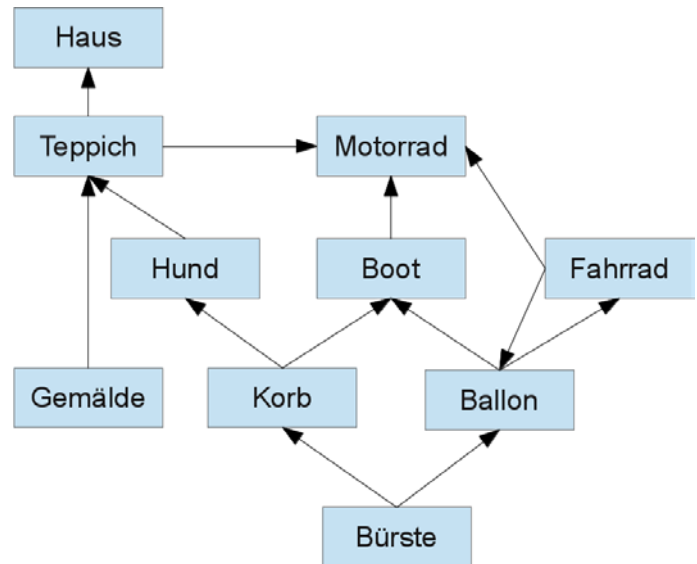 Haus
Teppich
Motorrad
Hund
Boot
Fahrrad
Gemälde
Korb
Ballon
Bürste